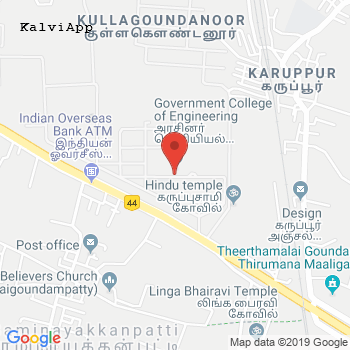 KULLAGOUNDANOOR
குள்ளகௌண்டனூர்
KalviApp
KARUPPUR
கருப்பூர்
Government College
of Engineering
அரசினர்
பொறியியல்...
Indian Overseas
Bank ATM
இந்தியன்
ஓவர்சீஸ்...
44
Hindu temple
கருப்புசாமி
கோவில்
Design
கருப்பூர்
அஞ்சல்...
Post office
Theerthamalai Gounda
Thirumana Maaliga
Believers Church
(aigoundampatty)
Linga Bhairavi Temple
லிங்க பைரவி
கோவில்
aminayakkanpatti
Google
Map data ©2019 Google